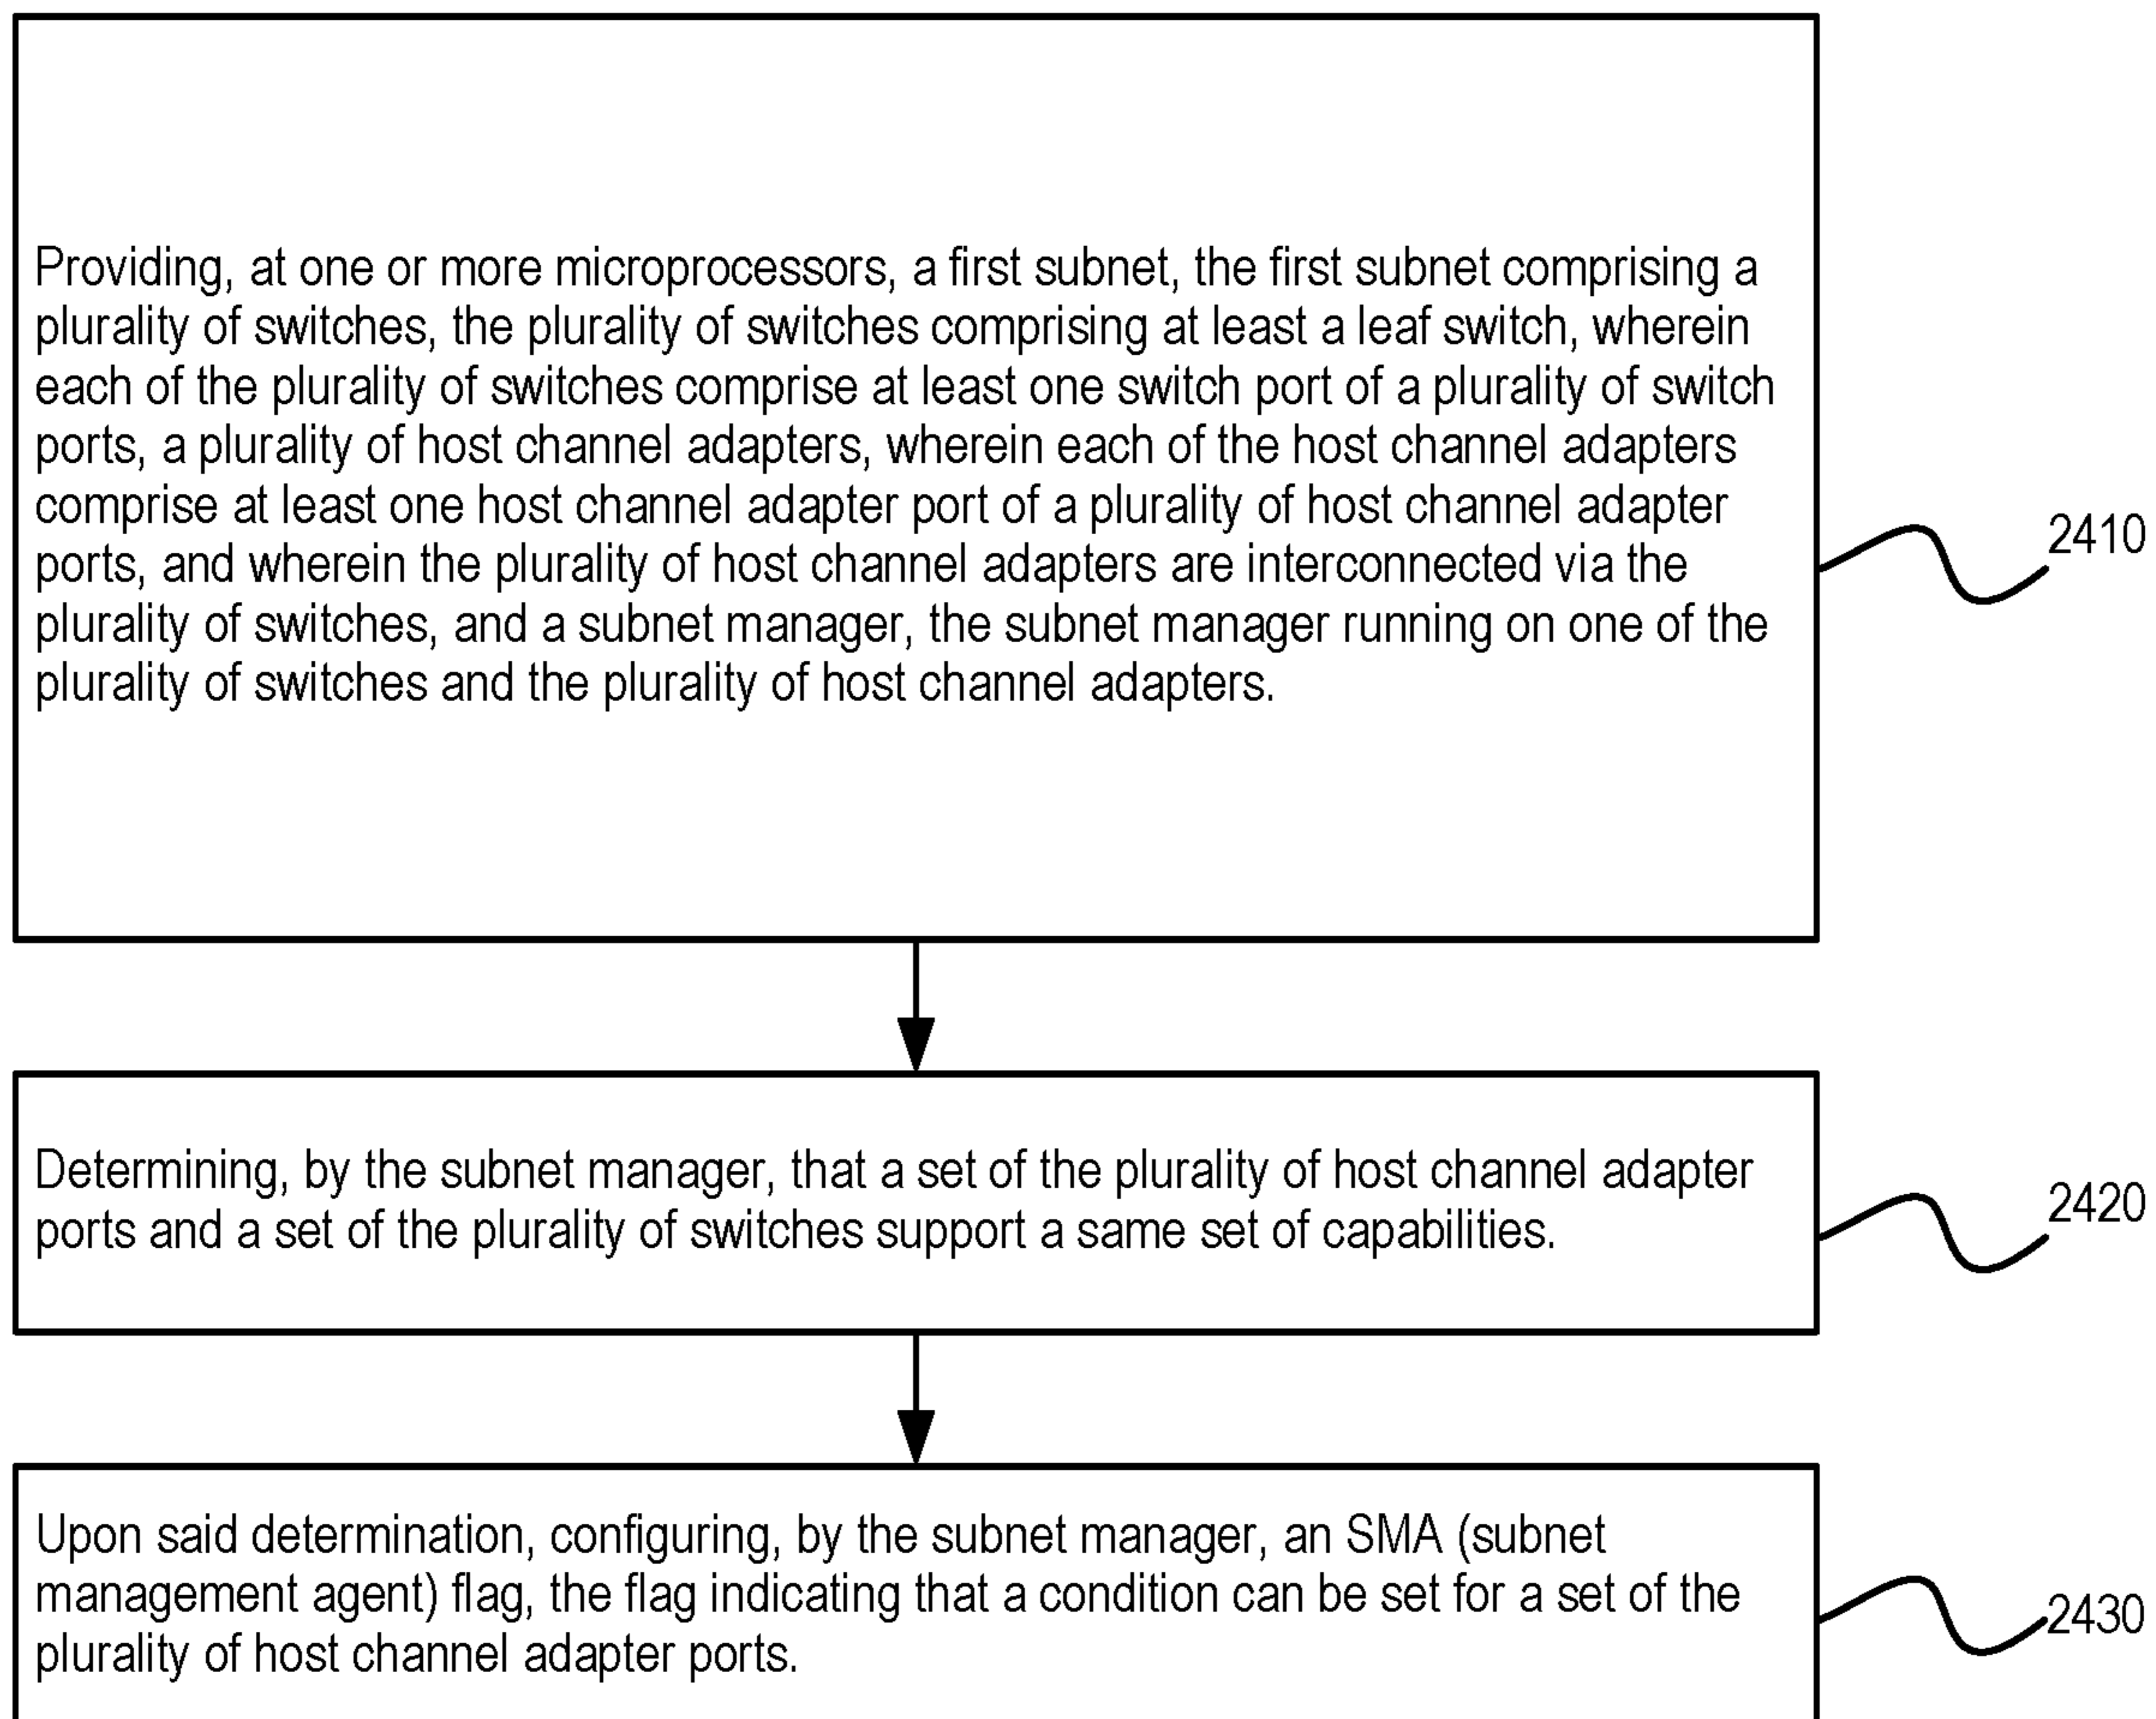 Providing, at one or more microprocessors, a first subnet, the first subnet comprising a
plurality of switches, the plurality of switches comprising at least a leaf switch, wherein
each of the plurality of switches comprise at least one switch port of a plurality of switch
ports, a plurality of host channel adapters, wherein each of the host channel adapters
comprise at least one host channel adapter port of a plurality of host channel adapter
ports, and wherein the plurality of host channel adapters are interconnected via the
plurality of switches, and a subnet manager, the subnet manager running on one of the
plurality of switches and the plurality of host channel adapters.
2410
Determining, by the subnet manager, that a set of the plurality of host channel adapter
ports and a set of the plurality of switches support a same set of capabilities.
2420
Upon said determination, configuring, by the subnet manager, an SMA (subnet
management agent) flag, the flag indicating that a condition can be set for a set of the
plurality of host channel adapter ports.
2430